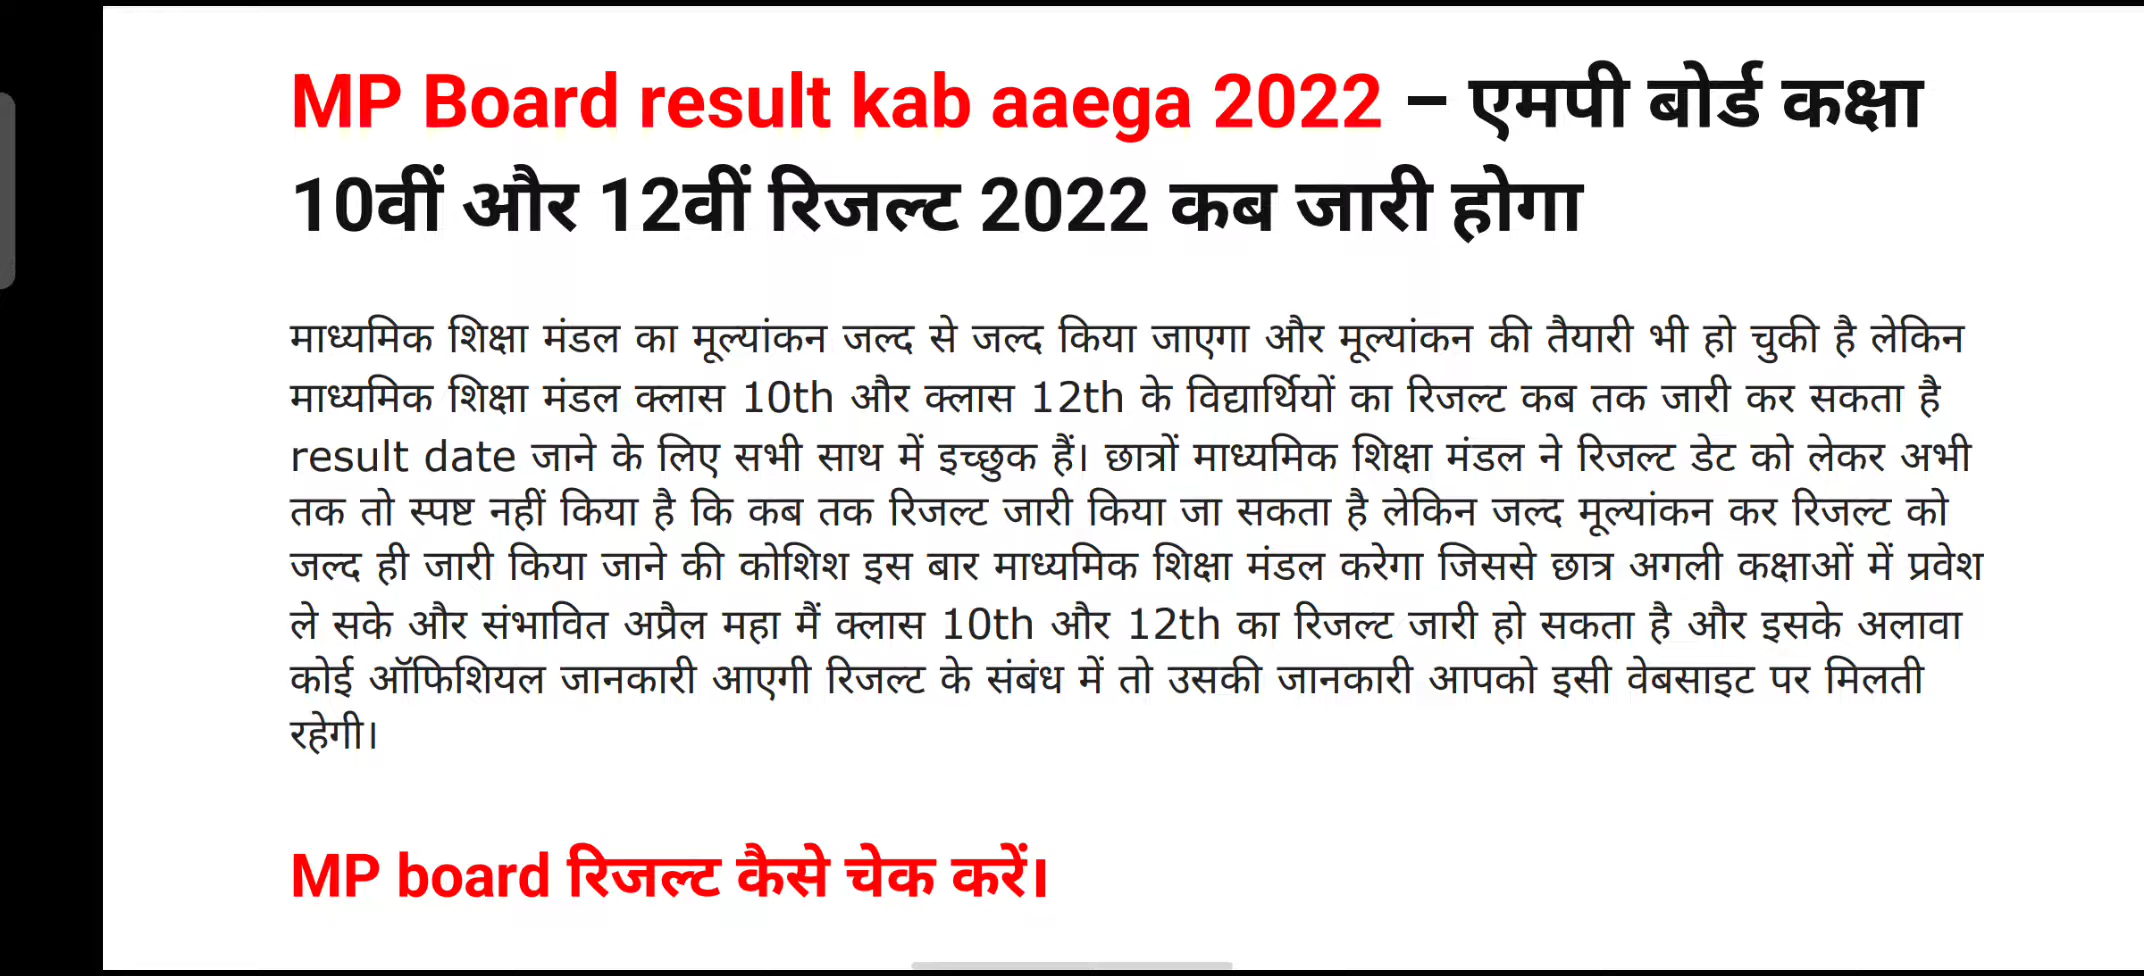 MP Board result kab aaega 2022 – एमपी बोर्ड कक्षा
10वीं और 12वीं रिजल्ट 2022 कब जारी होगा
माध्यमिक शिक्षा मंडल का मूल्यांकन जल्द से जल्द किया जाएगा और मूल्यांकन की तैयारी भी हो चुकी है लेकिन
माध्यमिक शिक्षा मंडल क्लास 10th और क्लास 12th के विद्यार्थियों का रिजल्ट कब तक जारी कर सकता है
result date जाने के लिए सभी साथ में इच्छुक हैं। छात्रों माध्यमिक शिक्षा मंडल ने रिजल्ट डेट को लेकर अभी
तक तो स्पष्ट नहीं किया है कि कब तक रिजल्ट जारी किया जा सकता है लेकिन जल्द मूल्यांकन कर रिजल्ट को
जल्द ही जारी किया जाने की कोशिश इस बार माध्यमिक शिक्षा मंडल करेगा जिससे छात्र अगली कक्षाओं में प्रवेश
ले सके और संभावित अप्रैल महा मैं क्लास 10th और 12th का रिजल्ट जारी हो सकता है और इसके अलावा
कोई ऑफिशियल जानकारी आएगी रिजल्ट के संबंध में तो उसकी जानकारी आपको इसी वेबसाइट पर मिलती
रहेगी।
MP board रिजल्ट कैसे चेक करें।